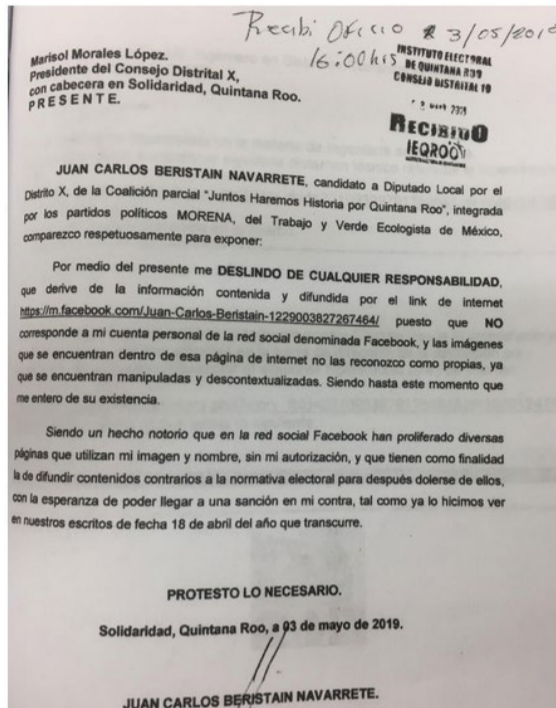 Recibí Oficio 3/05/2019
16:00 hrs
INSTITUTO ELECTORAL
DE QUINTANA ROO
CONSEJO DISTRITAL 10
RECIBIDO
IEQROO
Marisol Morales López.
Presidente del Consejo Distrital X,
con cabecera en Solidaridad, Quintana Roo.
P R E S E N T E.
JUAN CARLOS BERISTAIN NAVARRETE, candidato a Diputado Local por el
Distrito X, de la Coalición parcial "Juntos Haremos Historia por Quintana Roo", integrada
por los partidos políticos MORENA, del Trabajo y Verde Ecologista de México,
comparezco respetuosamente para exponer:
Por medio del presente me DESLINDO DE CUALQUIER RESPONSABILIDAD,
que derive de la información contenida y difundida por el link de internet
https://m.facebook.com/Juan-Carlos-Beristain-1229003827267464/ puesto que NO
corresponde a mi cuenta personal de la red social denominada Facebook, y las imágenes
que se encuentran dentro de esa página de internet no las reconozco como propias, ya
que se encuentran manipuladas y descontextualizadas. Siendo hasta este momento que
me entero de su existencia.
Siendo un hecho notorio que en la red social Facebook han proliferado diversas
páginas que utilizan mi imagen y nombre, sin mi autorización, y que tienen como finalidad
la de difundir contenidos contrarios a la normativa electoral para después dolerse de ellos,
con la esperanza de poder llegar a una sanción en mi contra, tal como ya lo hicimos ver
en nuestros escritos de fecha 18 de abril del año que transcurre.
PROTESTO LO NECESARIO.
Solidaridad, Quintana Roo, a 03 de mayo de 2019.
JUAN CARLOS BERISTAIN NAVARRETE.